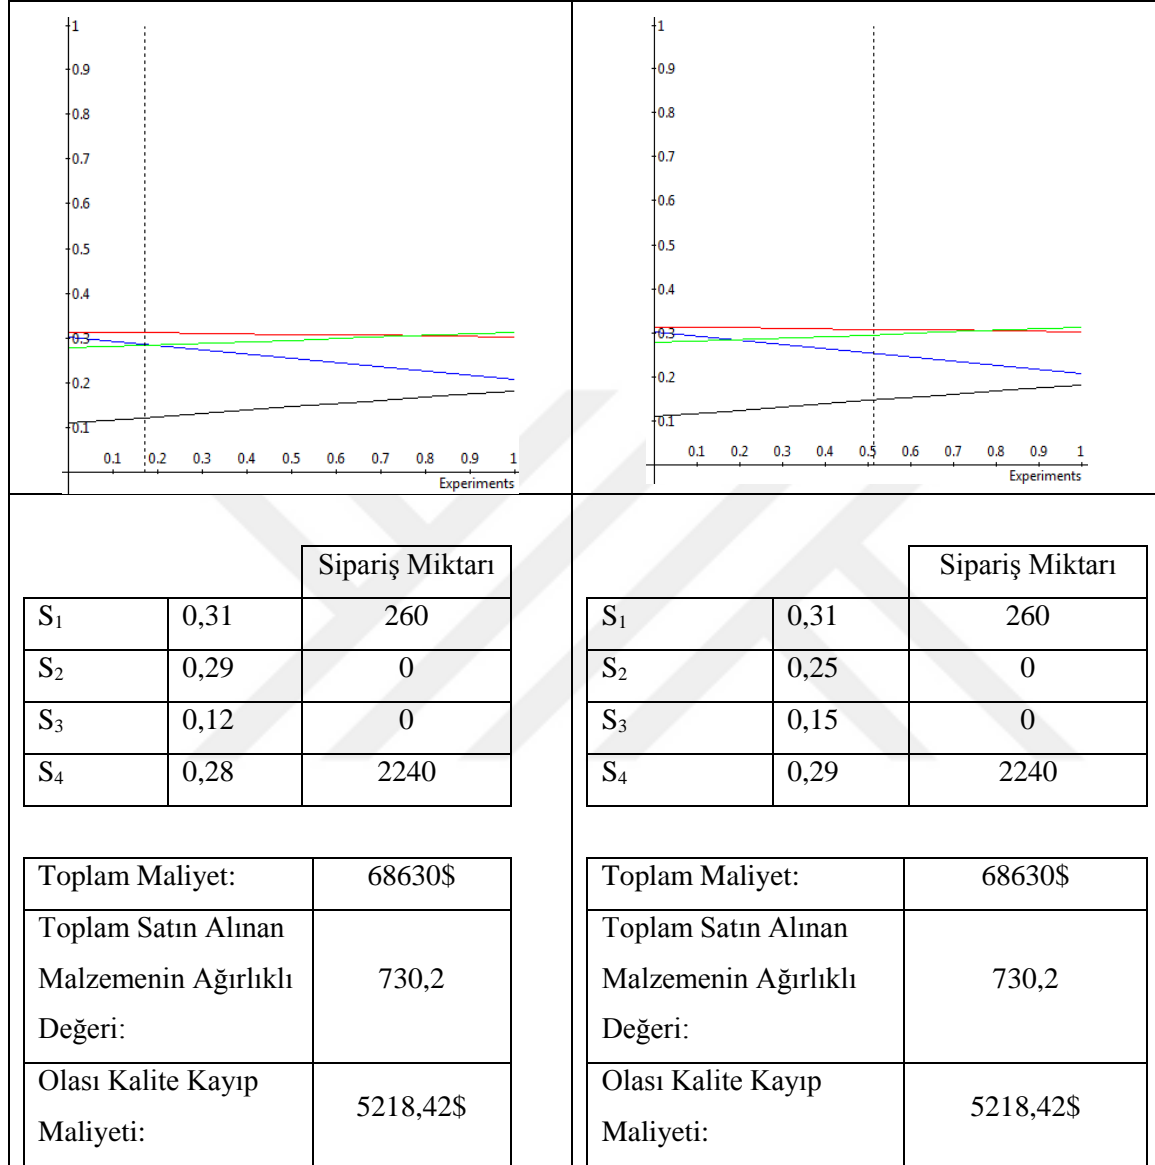 1
0.9
0.8
0.7
0.6
0.5
0.4
0.3
0.2
0.1
0.1 0.2 0.3 0.4 0.5 0.6 0.7 0.8 0.9 1
Experiments
1
0.9
0.8
0.7
0.6
0.5
0.4
0.3
0.2
0.1
0.1 0.2 0.3 0.4 0.5 0.6 0.7 0.8 0.9 1
Experiments
Sipariş Miktarı
S₁ 0,31 260
S₂ 0,29 0
S₃ 0,12 0
S₄ 0,28 2240
Toplam Maliyet: 68630$
Toplam Satın Alınan
Malzemenin Ağırlıklı 730,2
Değeri:
Olası Kalite Kayıp
Maliyeti: 5218,42$
Sipariş Miktarı
S₁ 0,31 260
S₂ 0,25 0
S₃ 0,15 0
S₄ 0,29 2240
Toplam Maliyet: 68630$
Toplam Satın Alınan
Malzemenin Ağırlıklı 730,2
Değeri:
Olası Kalite Kayıp
Maliyeti: 5218,42$